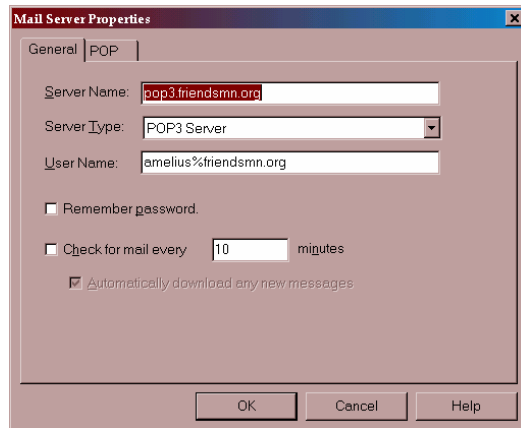 Mail Server Properties
General POP
Server Name: pop3.friendsmn.org
Server Type: POP3 Server
User Name: amelius%friendsmn.org
Remember password.
Check for mail every 10 minutes
Automatically download any new messages
OK Cancel Help